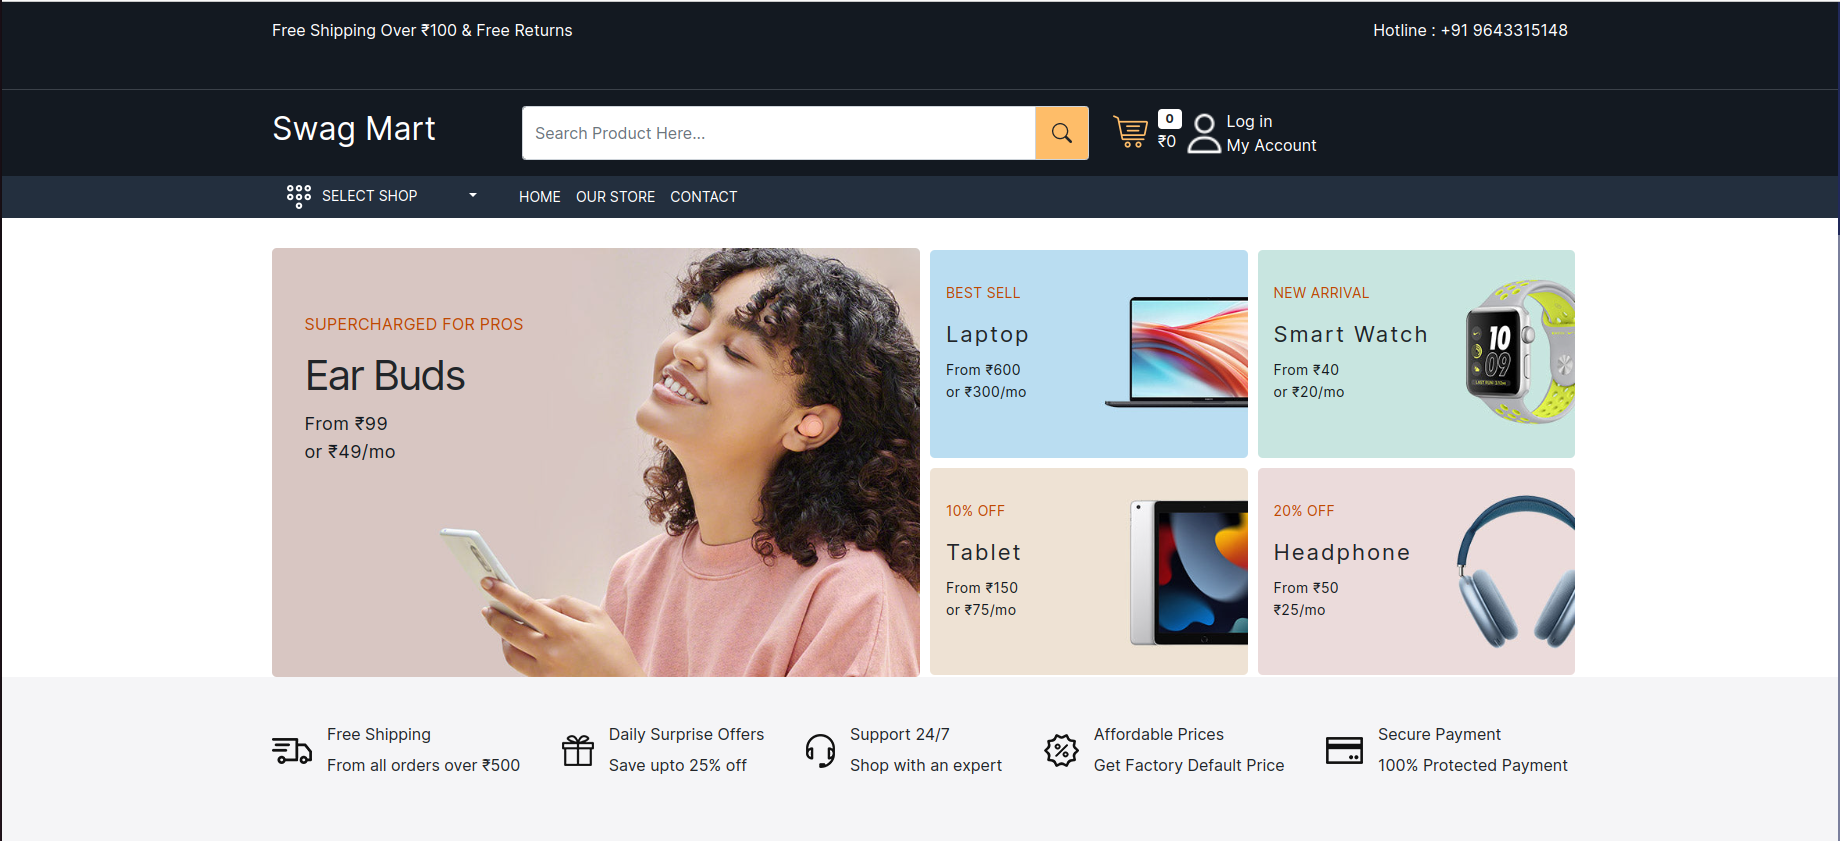 Free Shipping Over ₹100 & Free Returns
Hotline : +91 9643315148
Swag Mart
Search Product Here...
0
₹0
Log in
My Account
SELECT SHOP
HOME
OUR STORE
CONTACT
SUPERCHARGED FOR PROS
Ear Buds
From ₹99
or ₹49/mo
BEST SELL
Laptop
From ₹600
or ₹300/mo
NEW ARRIVAL
Smart Watch
From ₹40
or ₹20/mo
10
09
10% OFF
Tablet
From ₹150
or ₹75/mo
20% OFF
Headphone
From ₹50
₹25/mo
Free Shipping
From all orders over ₹500
Daily Surprise Offers
Save upto 25% off
Support 24/7
Shop with an expert
Affordable Prices
Get Factory Default Price
Secure Payment
100% Protected Payment